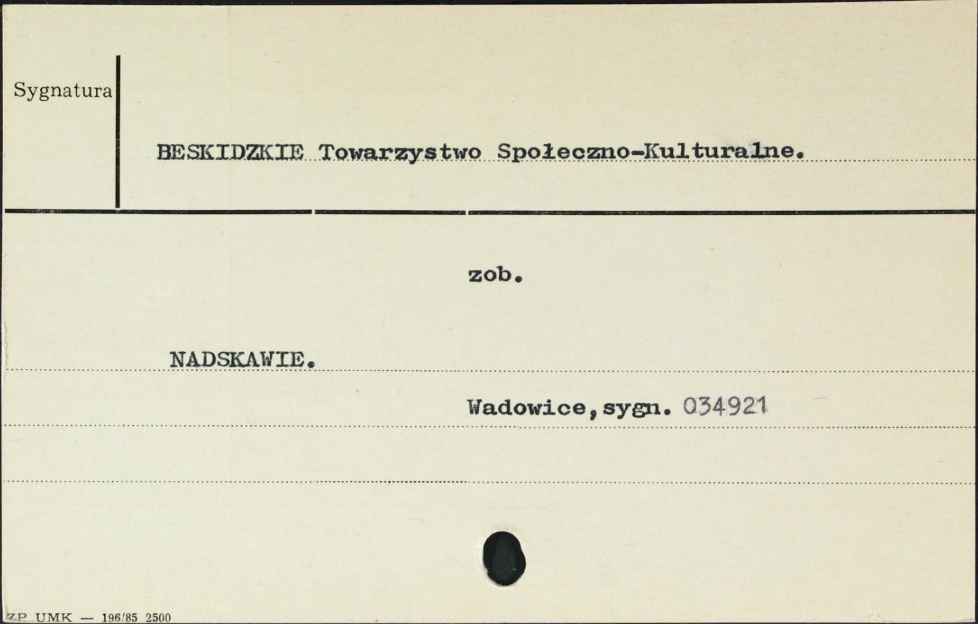 Sygnatura
BESKIDZKIE Towarzystwo Społeczno-Kulturalne.
zob.
NADSKAWIE.
Wadowice,sygn. 034921
ZP UMK — 196/85 2500